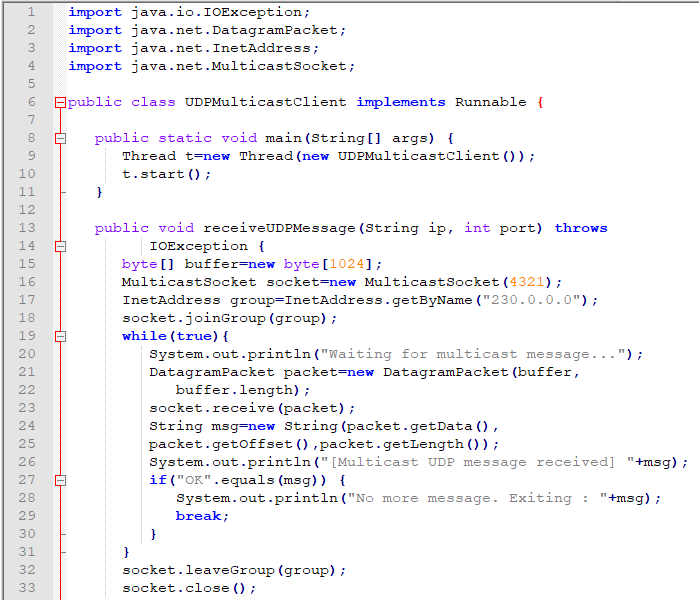 1 import java.io.IOException;
2 import java.net.DatagramPacket;
3 import java.net.InetAddress;
4 import java.net.MulticastSocket;
5
6 public class UDPMulticastClient implements Runnable {
7
8 public static void main(String[] args) {
9 Thread t=new Thread(new UDPMulticastClient());
10 t.start();
11 }
12
13 public void receiveUDPMessage(String ip, int port) throws
14 IOException {
15 byte[] buffer=new byte[1024];
16 MulticastSocket socket=new MulticastSocket(4321);
17 InetAddress group=InetAddress.getByName("230.0.0.0");
18 socket.joinGroup(group);
19 while(true){
20 System.out.println("Waiting for multicast message...");
21 DatagramPacket packet=new DatagramPacket(buffer,
22 buffer.length);
23 socket.receive(packet);
24 String msg=new String(packet.getData(),
25 packet.getOffset(),packet.getLength());
26 System.out.println("[Multicast UDP message received] "+msg);
27 if("OK".equals(msg)) {
28 System.out.println("No more message. Exiting : "+msg);
29 break;
30 }
31 }
32 socket.leaveGroup(group);
33 socket.close();